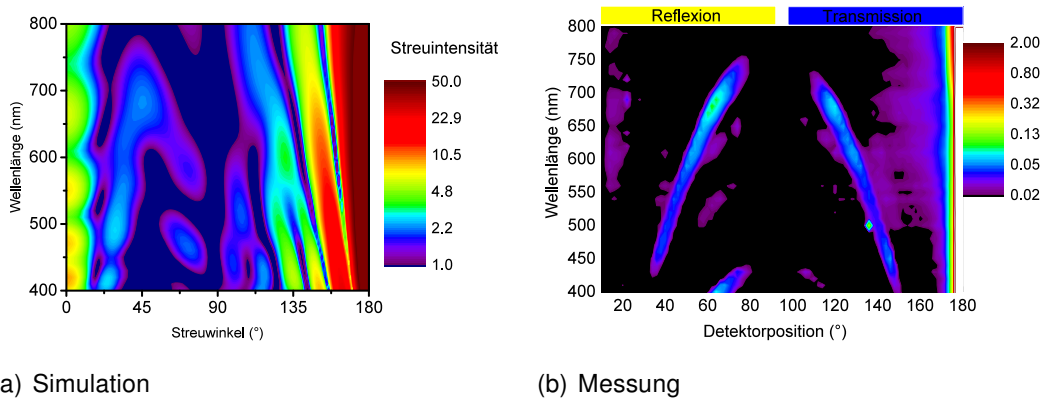 800
700
600
500
400
Wellenlänge (nm)
0 45 90 135 180
Streuwinkel (°)
Streuintensität
50.0
22.9
10.5
4.8
2.2
1.0
a) Simulation
Reflexion Transmission
800
750
700
650
600
550
500
450
400
Wellenlänge (nm)
20 40 60 80 100 120 140 160 180
Detektorposition (°)
2.00
0.80
0.32
0.13
0.05
0.02
(b) Messung